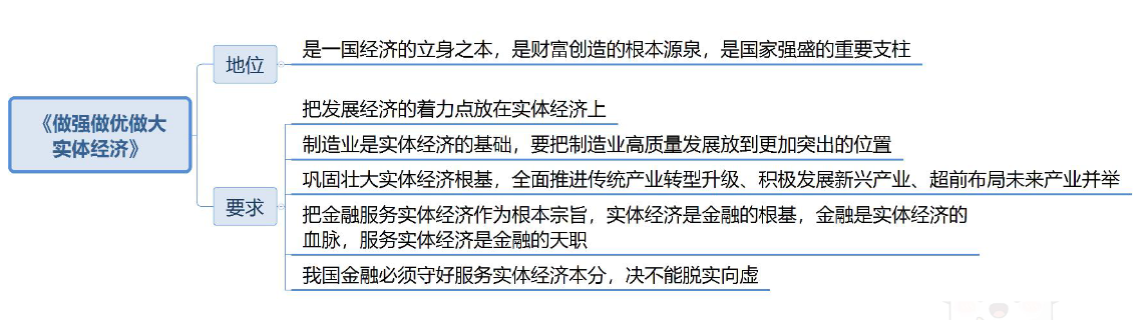 《做强做优做大
实体经济》
地位
是一国经济的立身之本，是财富创造的根本源泉，是国家强盛的重要支柱
要求
把发展经济的着力点放在实体经济上
制造业是实体经济的基础，要把制造业高质量发展放到更加突出的位置
巩固壮大实体经济根基，全面推进传统产业转型升级、积极发展新兴产业、超前布局未来产业并举
把金融服务实体经济作为根本宗旨，实体经济是金融的根基，金融是实体经济的
血脉，服务实体经济是金融的天职
我国金融必须守好服务实体经济本分，决不能脱实向虚